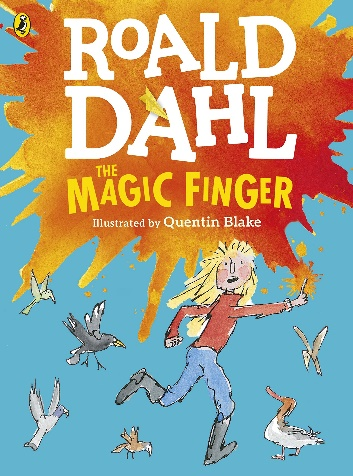 ROALD
DAHL
THE
MAGIC FINGER
Illustrated by Quentin Blake